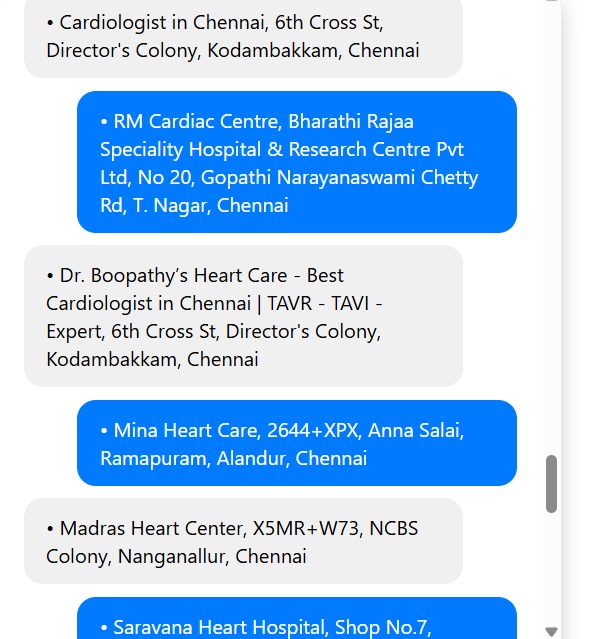 • Cardiologist in Chennai, 6th Cross St,
Director's Colony, Kodambakkam, Chennai
• RM Cardiac Centre, Bharathi Rajaa
Speciality Hospital & Research Centre Pvt
Ltd, No 20, Gopathi Narayanaswami Chetty
Rd, T. Nagar, Chennai
• Dr. Boopathy’s Heart Care - Best
Cardiologist in Chennai | TAVR - TAVI -
Expert, 6th Cross St, Director's Colony,
Kodambakkam, Chennai
• Mina Heart Care, 2644+XPX, Anna Salai,
Ramapuram, Alandur, Chennai
• Madras Heart Center, X5MR+W73, NCBS
Colony, Nanganallur, Chennai
• Saravana Heart Hospital, Shop No.7,